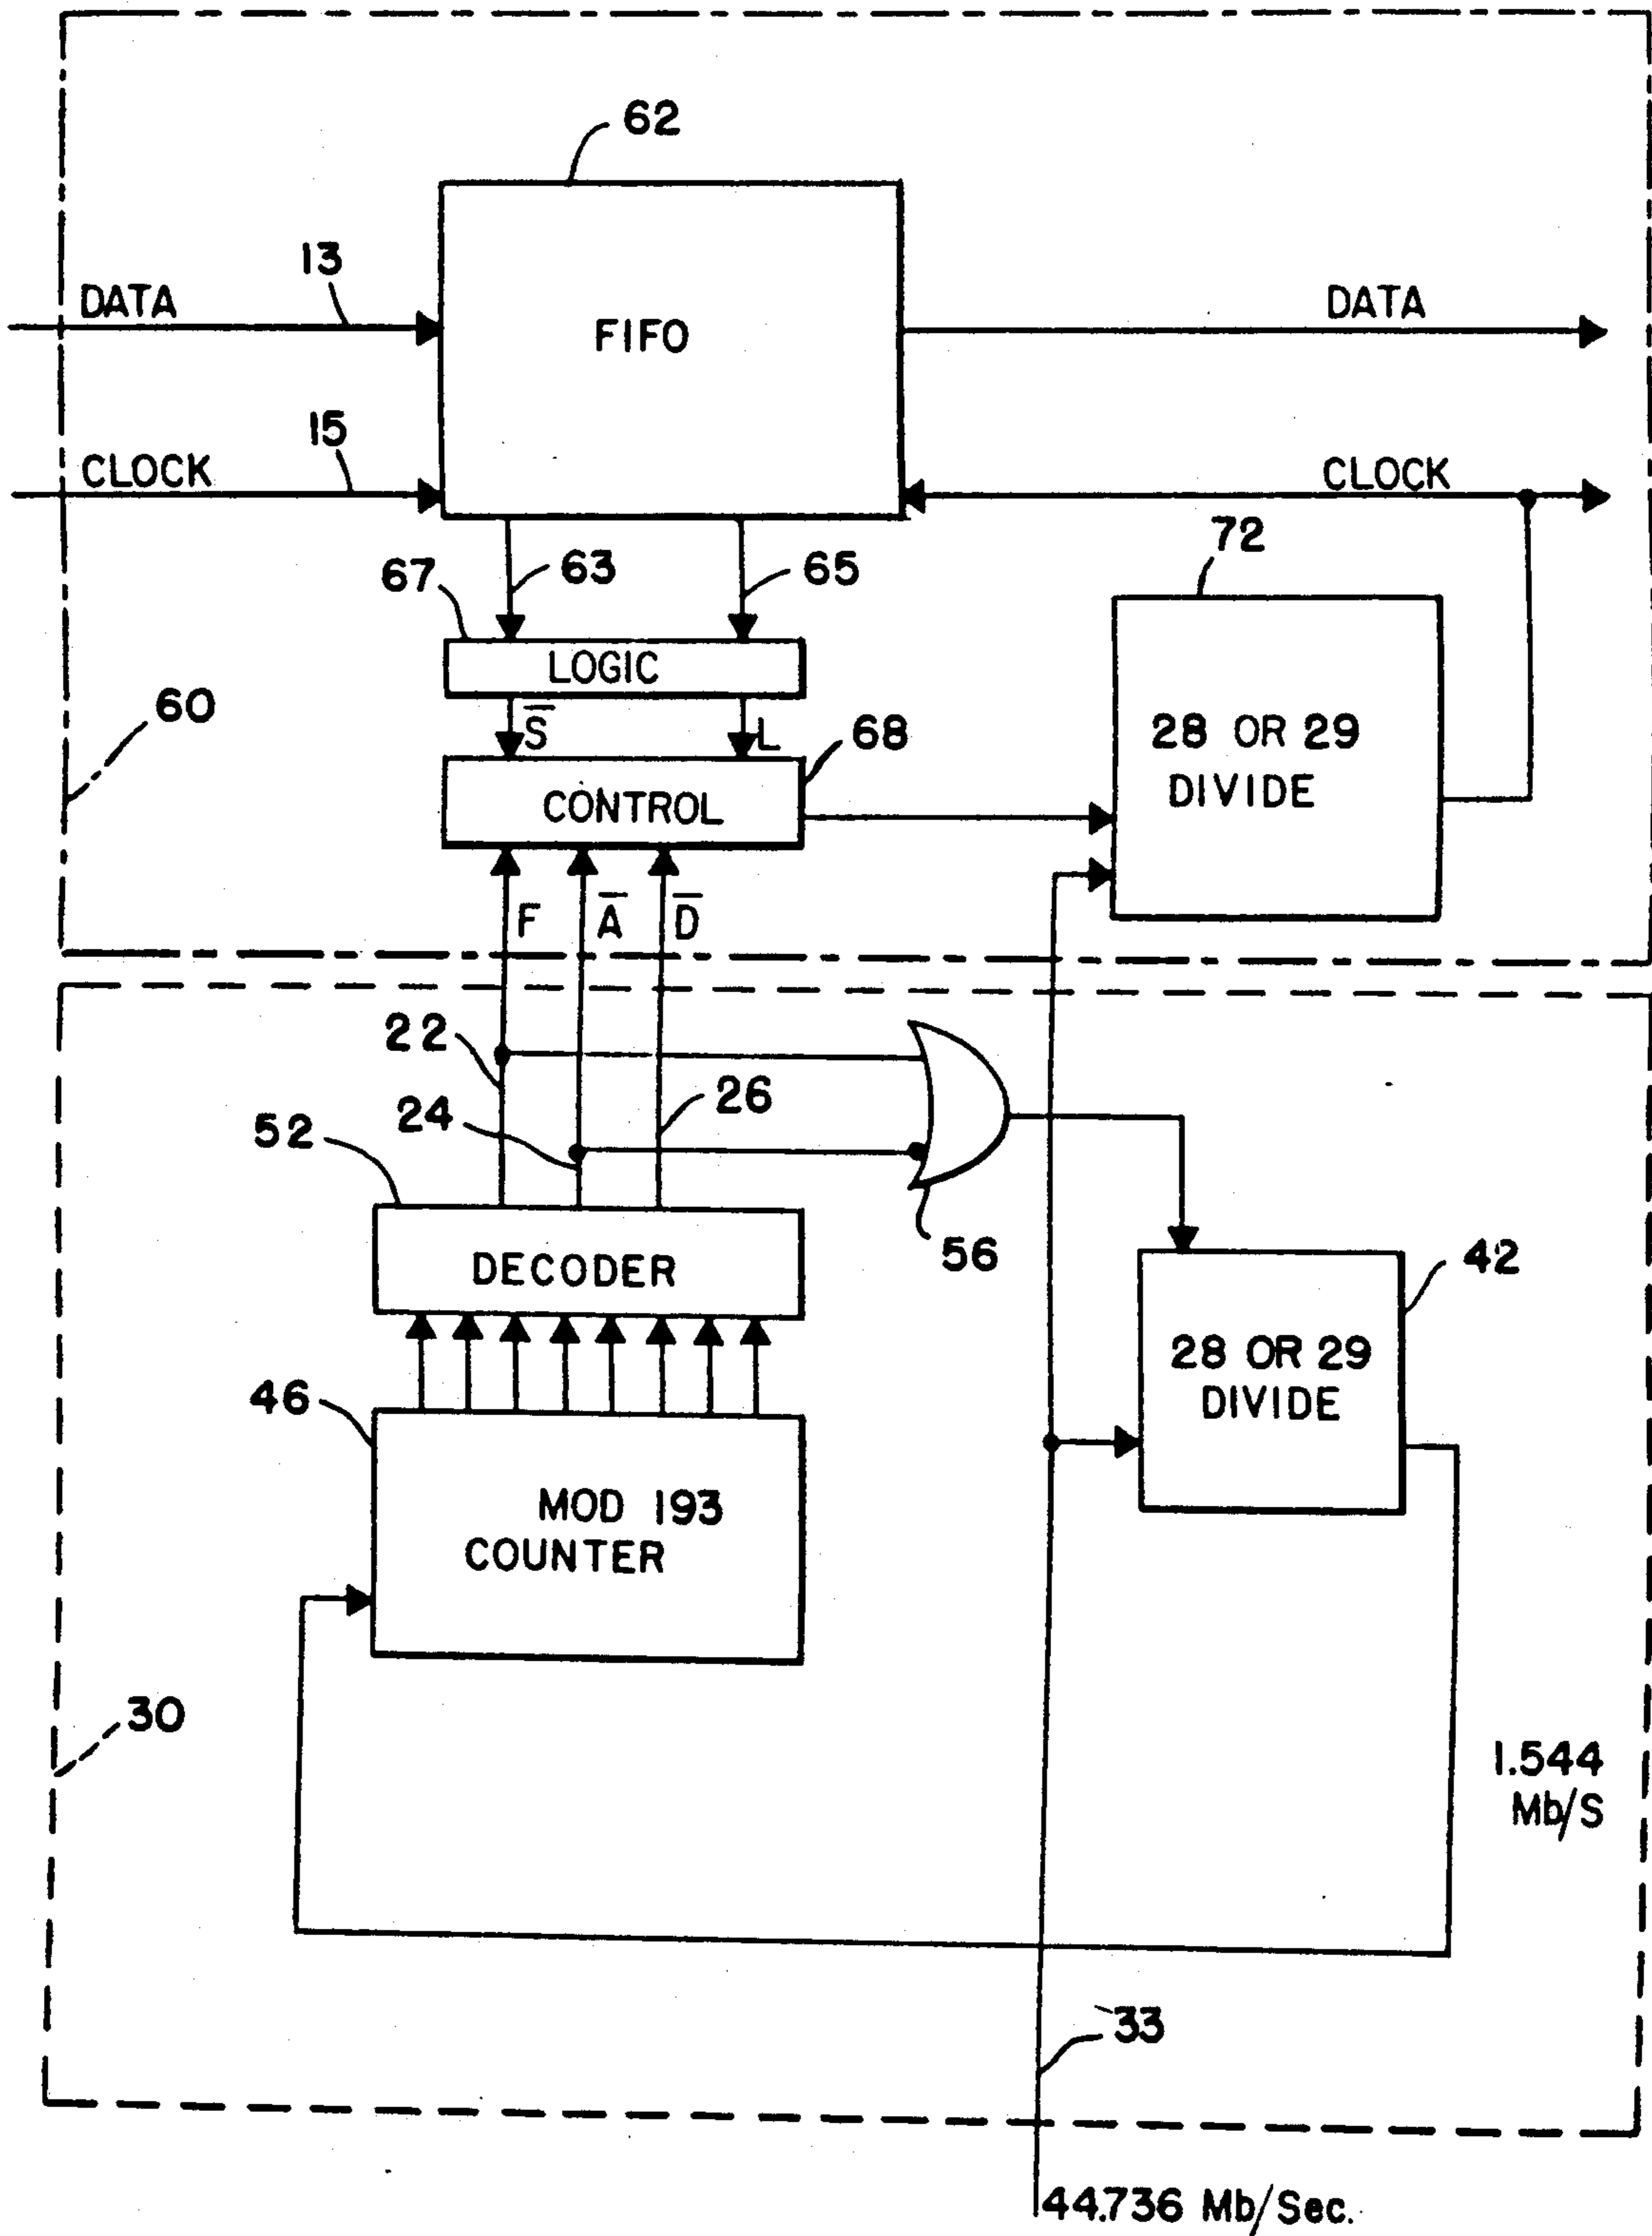 62
13
DATA
FIFO
DATA
15
CLOCK
CLOCK
72
67
63
65
LOGIC
60
S̅
L
68
28 OR 29
DIVIDE
CONTROL
F
A̅
D̅
22
24
26
52
56
42
DECODER
28 OR 29
DIVIDE
46
MOD 193
COUNTER
30
1.544
Mb/S
33
44.736 Mb/Sec.